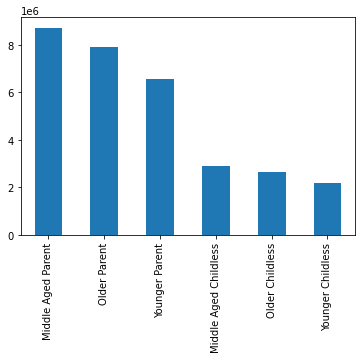 1e6
8
6
4
2
0
Middle Aged Parent
Older Parent
Younger Parent
Middle Aged Childless
Older Childless
Younger Childless